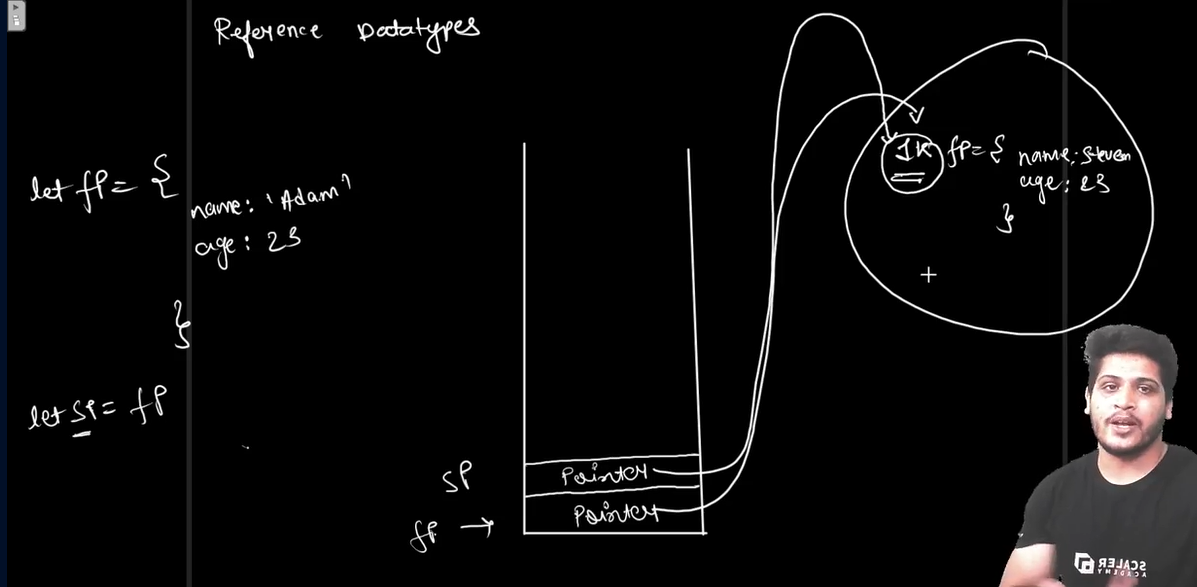 Reference Datatypes
let fP = {
name: 'Adam'
age: 23
}
let SP = fP
SP
Pointer
fP →
Pointer
1K
fP = {
name: Steven
age: 23
}
SCALER
ACADEMY